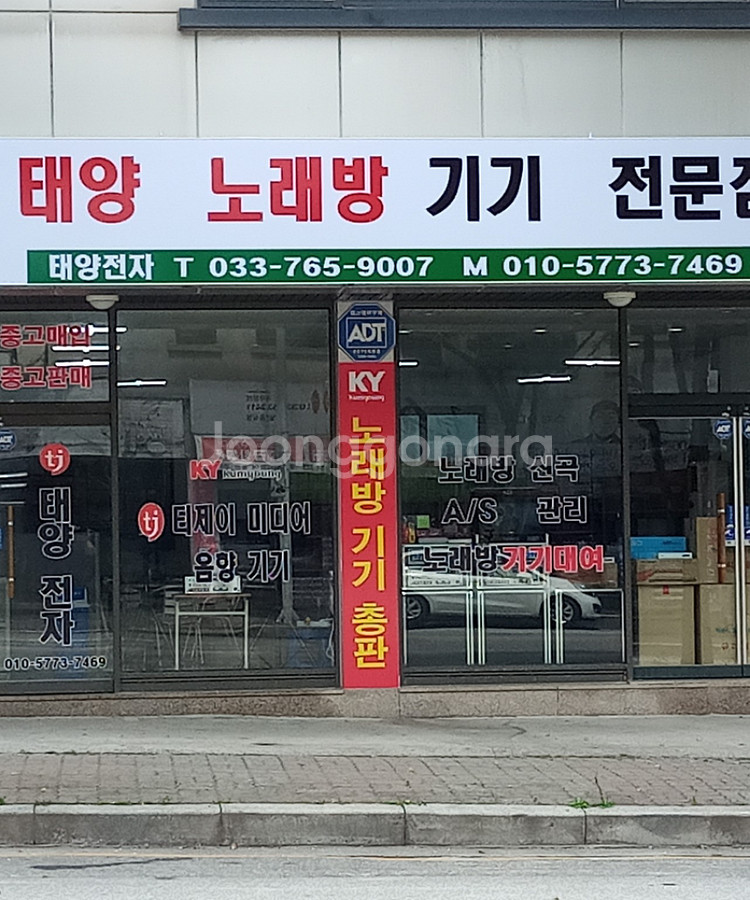 태양 노래방 기기 전문점
태양전자 T 033-765-9007 M 010-5773-7469
중고매입
중고판매
ADT
KY
Kumyoung
노래방 기기 총판
tj
태양 전자
010-5773-7469
KY
Kumyoung
tj 티제이 미디어
음향 기기
노래방 신곡
A/S 관리
노래방기기대여
Joonggonara